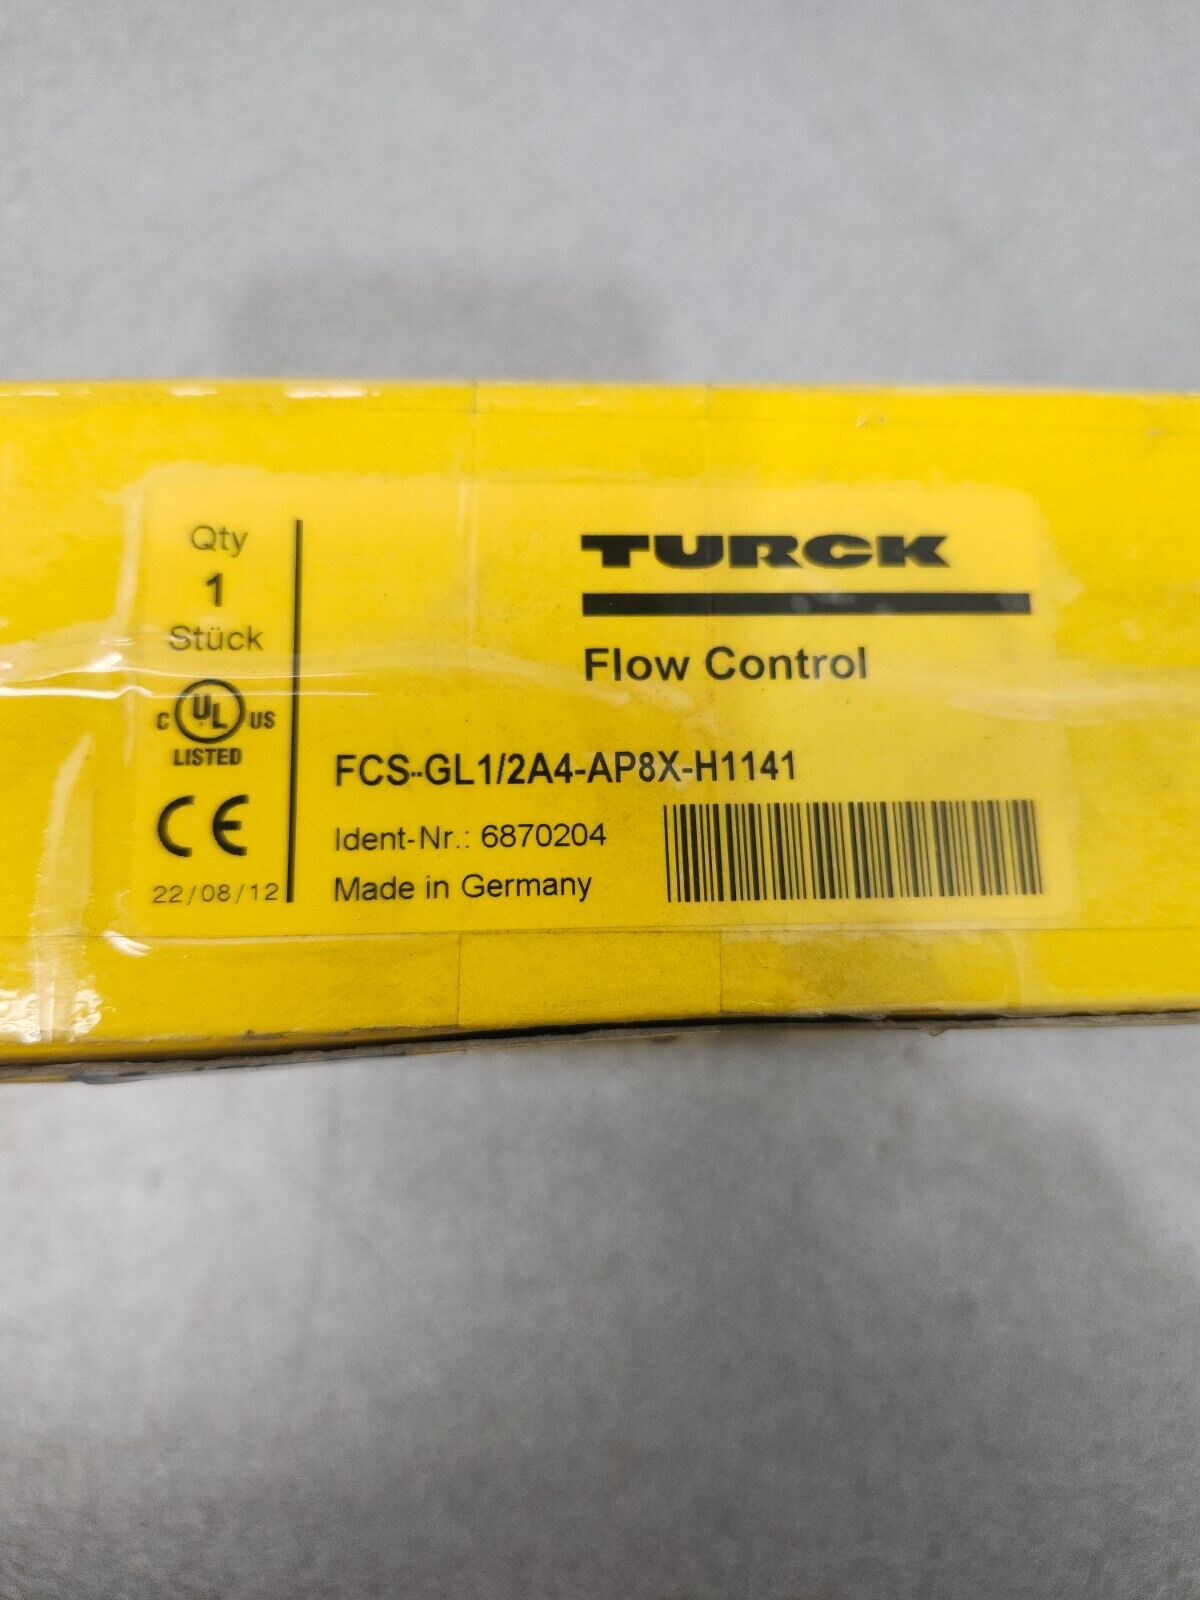 Qty
1
Stück
C UL US
LISTED
CE
22/08/12
TURCK
Flow Control
FCS-GL1/2A4-AP8X-H1141
Ident-Nr.: 6870204
Made in Germany